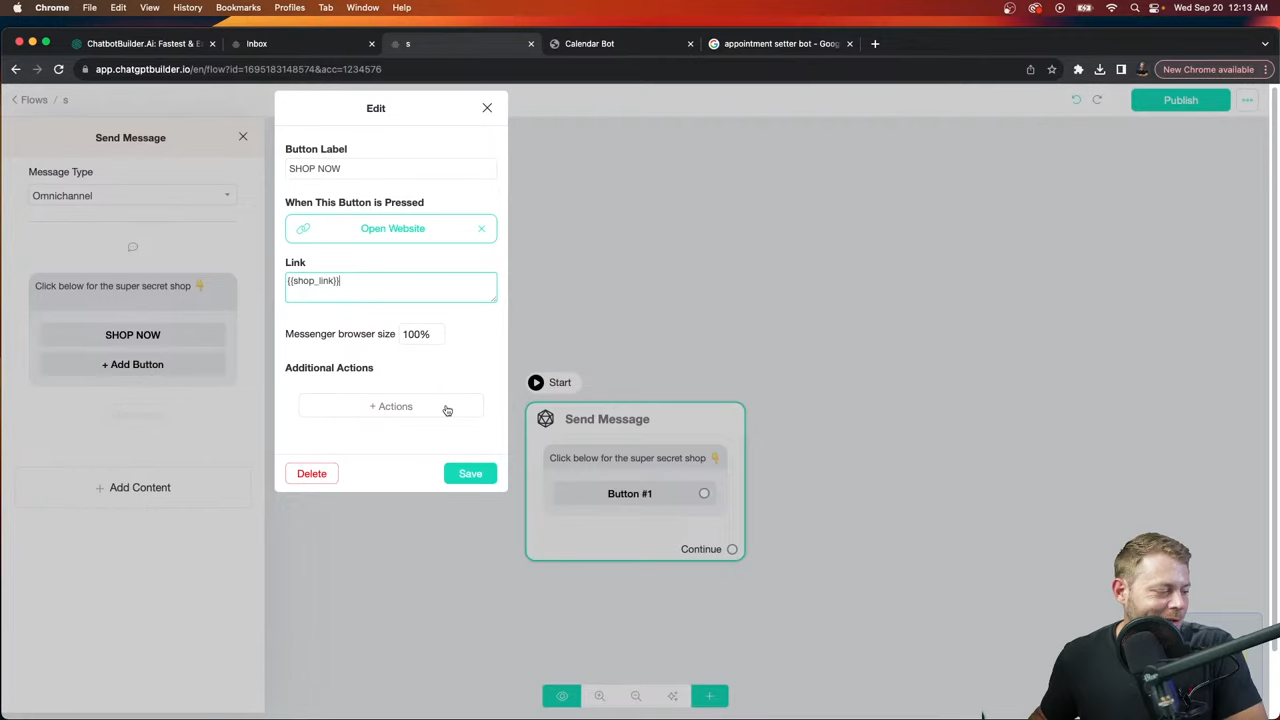 Chrome File Edit View History Bookmarks Profiles Tab Window Help Wed Sep 20 12:13 AM
ChatbotBuilder.Ai: Fastest & E Inbox s Calendar Bot appointment setter bot - Goog
app.chatgptbuilder.io/en/flow?id=1695183148574&acc=1234576 New Chrome available
Flows / s
Publish
Send Message
Message Type
Omnichannel
Click below for the super secret shop 👇
SHOP NOW
+ Add Button
+ Add Content
Edit
Button Label
SHOP NOW
When This Button is Pressed
Open Website
Link
{{shop_link}}
Messenger browser size 100%
Additional Actions
+ Actions
Delete
Save
Start
Send Message
Click below for the super secret shop 👇
Button #1
Continue